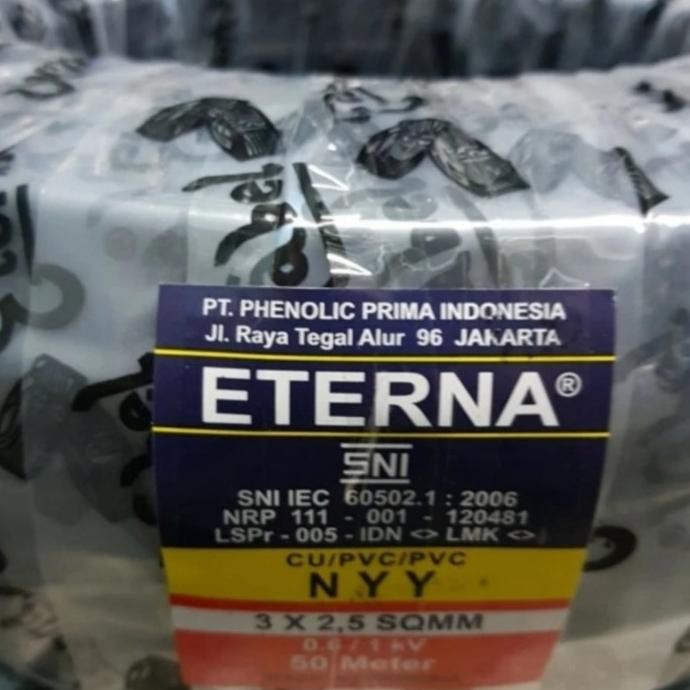 PT. PHENOLIC PRIMA INDONESIA
Jl. Raya Tegal Alur 96 JAKARTA
ETERNA®
SNI
SNI IEC 60502.1 : 2006
NRP 111 - 001 - 120481
LSPr - 005 - IDN <> LMK <>
CU/PVC/PVC
NYY
3 X 2,5 SQMM
0.6 / 1 kV
50 Meter